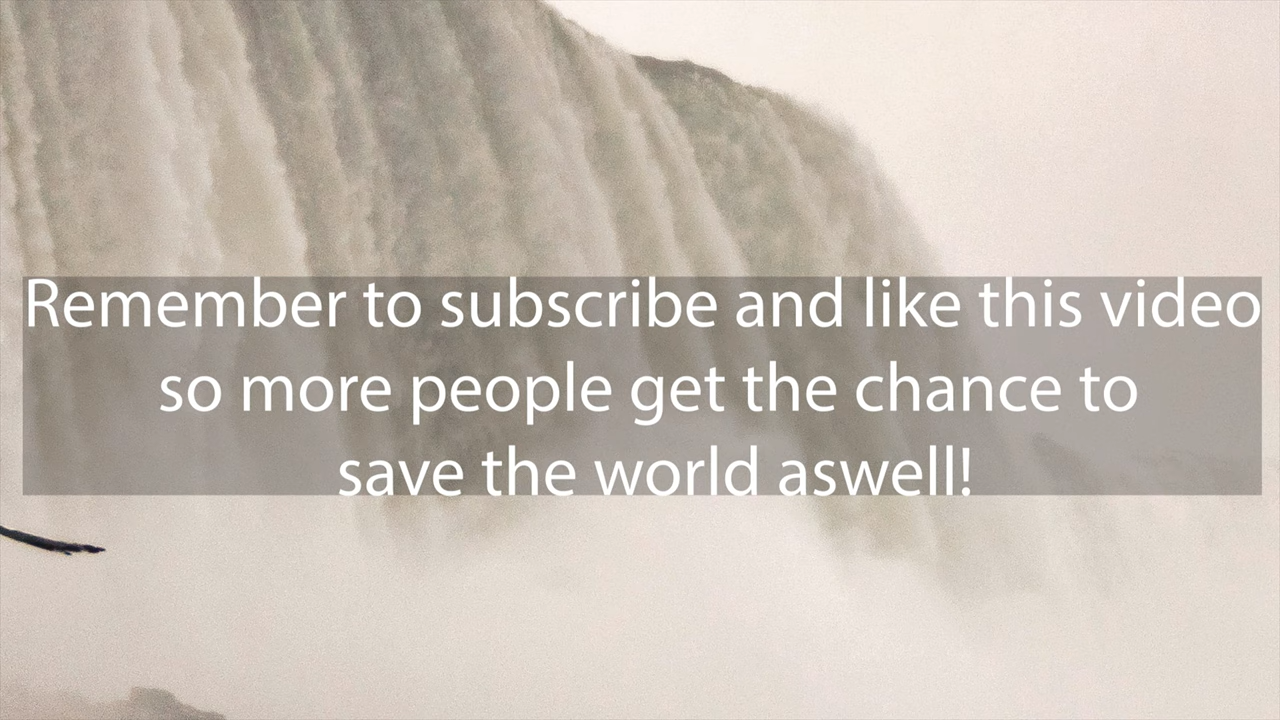 Remember to subscribe and like this video
so more people get the chance to
save the world aswell!